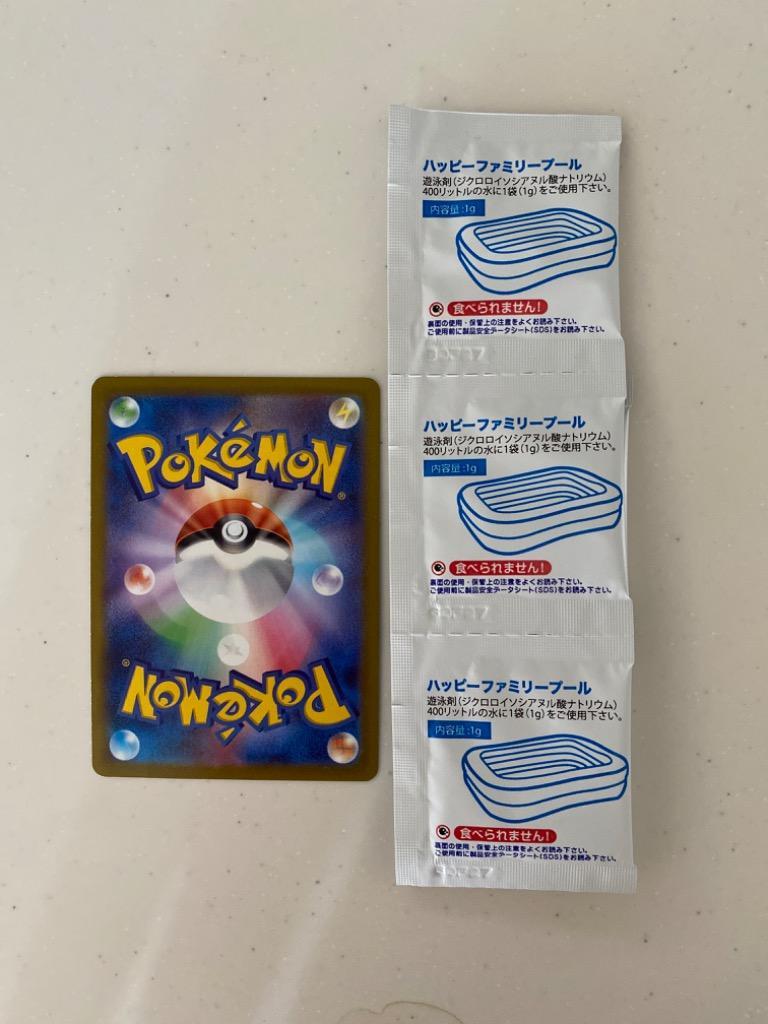 POKéMON
®
POKéMON
®
ハッピーファミリープール
遊泳剤(ジクロロイソシアヌル酸ナトリウム)
400リットルの水に1袋(1g)をご使用下さい。
内容量:1g
食べられません!
裏面の使用・保管上の注意をよくお読み下さい。
ご使用前に製品安全データシート(SDS)をお読み下さい。
ハッピーファミリープール
遊泳剤(ジクロロイソシアヌル酸ナトリウム)
400リットルの水に1袋(1g)をご使用下さい。
内容量:1g
食べられません!
裏面の使用・保管上の注意をよくお読み下さい。
ご使用前に製品安全データシート(SDS)をお読み下さい。
ハッピーファミリープール
遊泳剤(ジクロロイソシアヌル酸ナトリウム)
400リットルの水に1袋(1g)をご使用下さい。
内容量:1g
食べられません!
裏面の使用・保管上の注意をよくお読み下さい。
ご使用前に製品安全データシート(SDS)をお読み下さい。